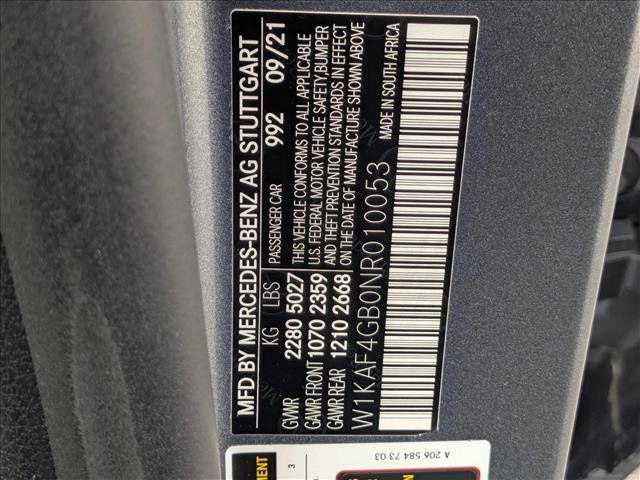 MFD BY MERCEDES-BENZ AG STUTTGART
KG LBS PASSENGER CAR 992 09/21
GVWR 2280 5027
GAWR FRONT 1070 2359
GAWR REAR 1210 2668
THIS VEHICLE CONFORMS TO ALL APPLICABLE
U.S. FEDERAL MOTOR VEHICLE SAFETY,BUMPER
AND THEFT PREVENTION STANDARDS IN EFFECT
ON THE DATE OF MANUFACTURE SHOWN ABOVE
W1KAF4GB0NR010053
MADE IN SOUTH AFRICA
A 206 584 73 03
3